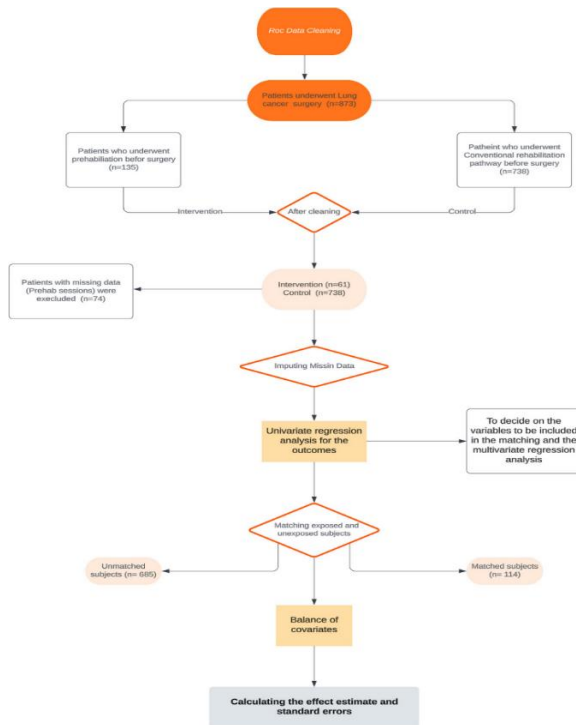 Roc Data Cleaning
Patients underwent Lung
cancer surgery (n=873)
Patients who underwent
prehabiliation befor surgery
(n=135)
Patheint who underwent
Conventional rehabilitation
pathway before surgery
(n=738)
Intervention
After cleaning
Control
Patients with missing data
(Prehab sessions) were
execluded (n=74)
Intervention (n=61)
Control (n=738)
Imputing Missin Data
Univariate regression
analysis for the
outcomes
To decide on the
variables to be included
in the matching and the
multivariate regression
analysis
Matching exposed and
unexposed subjects
Unmatched
subjects (n= 685)
Matched subjects
(n= 114)
Balance of
covariates
Calculating the effect estimate and
standard errors